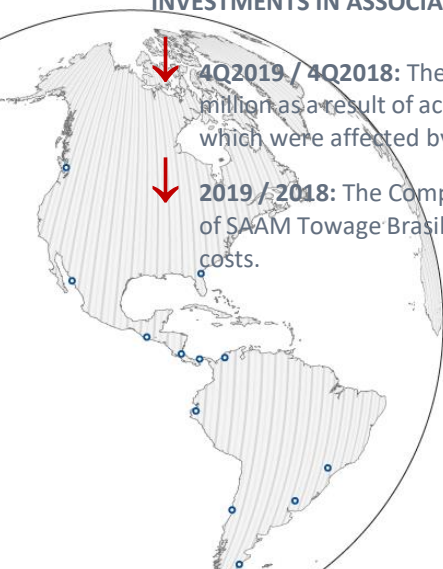 INVESTMENTS IN ASSOCIA
4Q2019 / 4Q2018: The
million as a result of ac
which were affected by
2019 / 2018: The Comp
of SAAM Towage Brasil
costs.